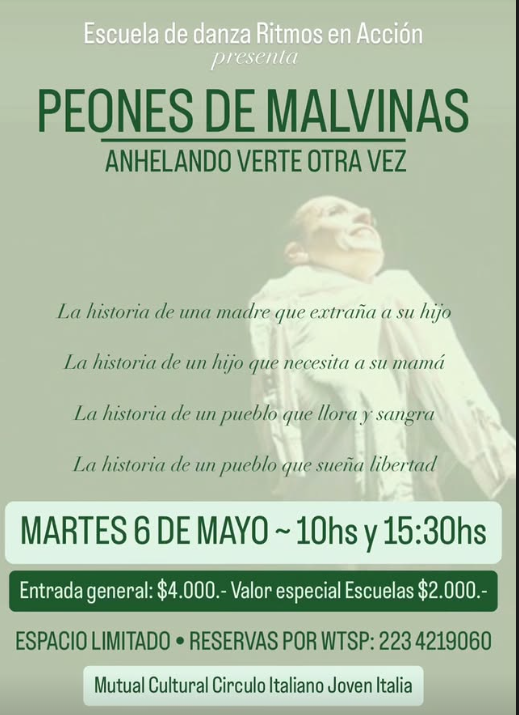 Escuela de danza Ritmos en Acción
presenta
PEONES DE MALVINAS
ANHELANDO VERTE OTRA VEZ
La historia de una madre que extraña a su hijo
La historia de un hijo que necesita a su mamá
La historia de un pueblo que llora y sangra
La historia de un pueblo que sueña libertad
MARTES 6 DE MAYO ~ 10hs y 15:30hs
Entrada general: $4.000.- Valor especial Escuelas $2.000.-
ESPACIO LIMITADO • RESERVAS POR WTSP: 223 4219060
Mutual Cultural Circulo Italiano Joven Italia